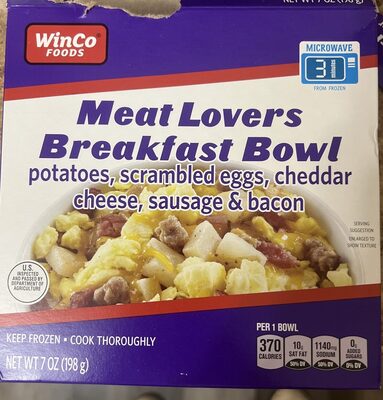 NET WT 7 OZ (198 g)
WinCo®
FOODS
MICROWAVE
3 minutes
FROM FROZEN
Meat Lovers
Breakfast Bowl
potatoes, scrambled eggs, cheddar
cheese, sausage & bacon
SERVING
SUGGESTION
ENLARGED TO
SHOW TEXTURE
U.S.
INSPECTED
AND PASSED BY
DEPARTMENT OF
AGRICULTURE
KEEP FROZEN • COOK THOROUGHLY
NET WT 7 OZ (198 g)
PER 1 BOWL
370
CALORIES
10g
SAT FAT
50% DV
1140mg
SODIUM
50% DV
0g
ADDED
SUGARS
0% DV